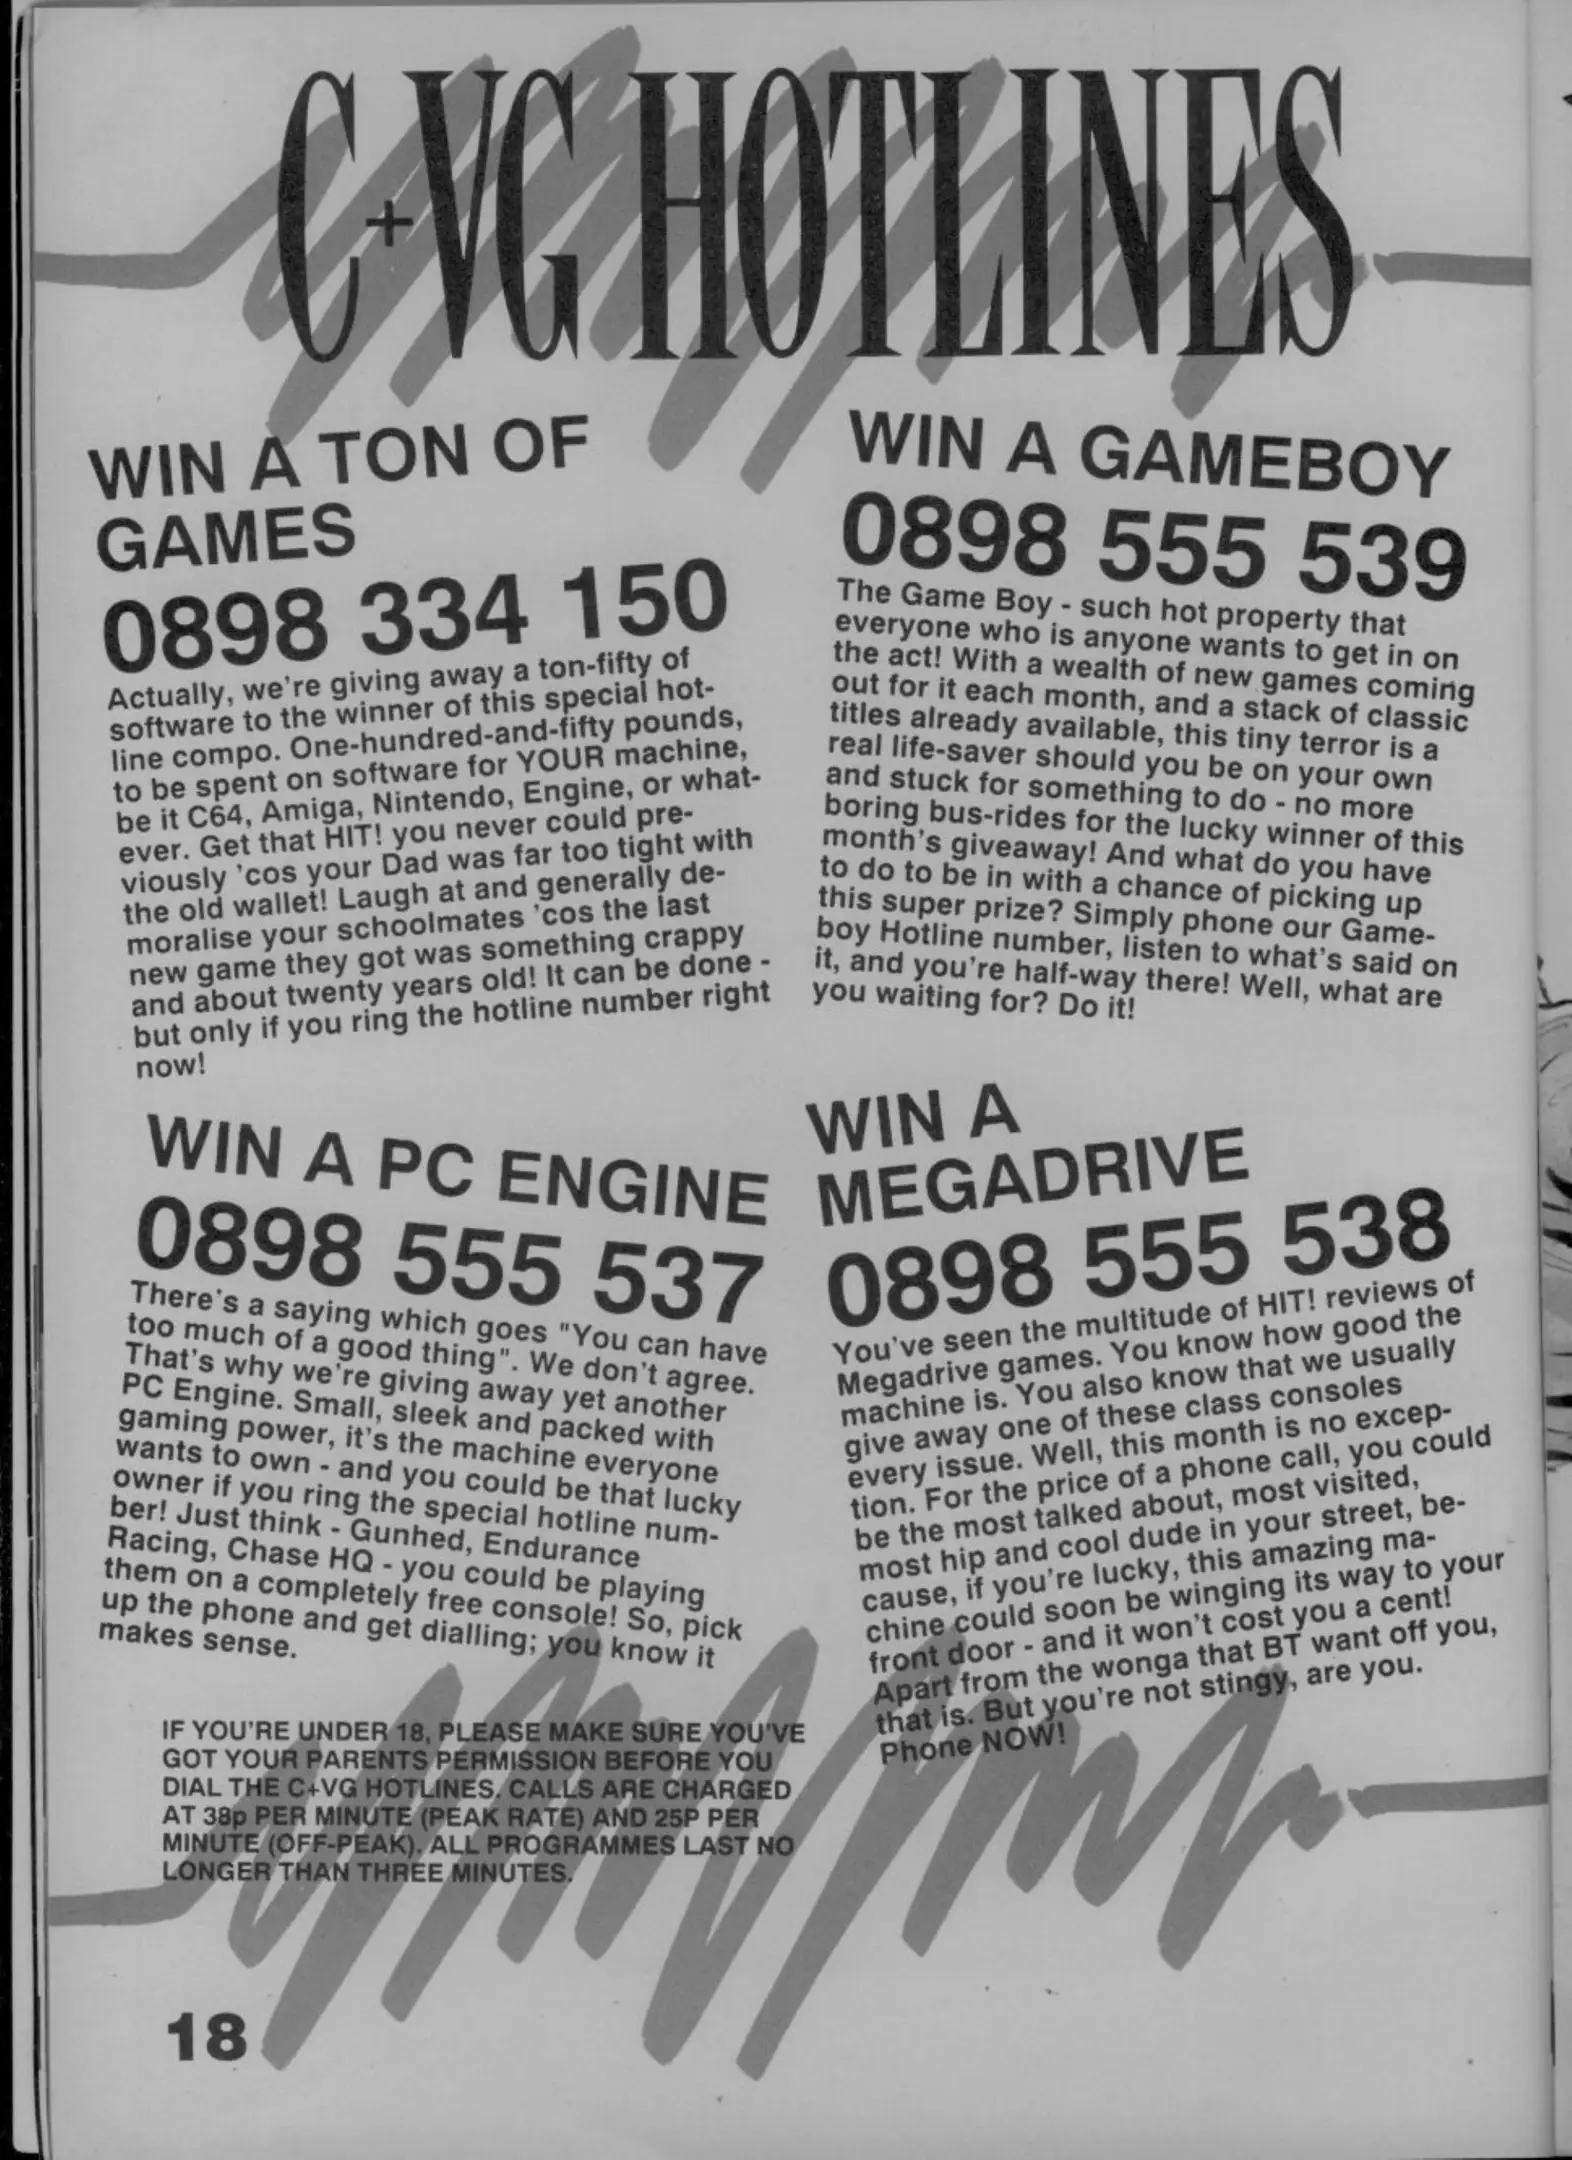 C+VG HOTLINES
WIN A TON OF
GAMES
0898 334 150
Actually, we're giving away a ton-fifty of
software to the winner of this special hot-
line compo. One-hundred-and-fifty pounds,
to be spent on software for YOUR machine,
be it C64, Amiga, Nintendo, Engine, or what-
ever. Get that HIT! you never could pre-
viously 'cos your Dad was far too tight with
the old wallet! Laugh at and generally de-
moralise your schoolmates 'cos the last
new game they got was something crappy
and about twenty years old! It can be done -
but only if you ring the hotline number right
now!
WIN A GAMEBOY
0898 555 539
The Game Boy - such hot property that
everyone who is anyone wants to get in on
the act! With a wealth of new games coming
out for it each month, and a stack of classic
titles already available, this tiny terror is a
real life-saver should you be on your own
and stuck for something to do - no more
boring bus-rides for the lucky winner of this
month's giveaway! And what do you have
to do to be in with a chance of picking up
this super prize? Simply phone our Game-
boy Hotline number, listen to what's said on
it, and you're half-way there! Well, what are
you waiting for? Do it!
WIN A PC ENGINE
0898 555 537
There's a saying which goes "You can have
too much of a good thing". We don't agree.
That's why we're giving away yet another
PC Engine. Small, sleek and packed with
gaming power, it's the machine everyone
wants to own - and you could be that lucky
owner if you ring the special hotline num-
ber! Just think - Gunhed, Endurance
Racing, Chase HQ - you could be playing
them on a completely free console! So, pick
up the phone and get dialling; you know it
makes sense.
WIN A
MEGADRIVE
0898 555 538
You've seen the multitude of HIT! reviews of
Megadrive games. You know how good the
machine is. You also know that we usually
give away one of these class consoles
every issue. Well, this month is no excep-
tion. For the price of a phone call, you could
be the most talked about, most visited,
most hip and cool dude in your street, be-
cause, if you're lucky, this amazing ma-
chine could soon be winging its way to your
front door - and it won't cost you a cent!
Apart from the wonga that BT want off you,
that is. But you're not stingy, are you.
Phone NOW!
IF YOU'RE UNDER 18, PLEASE MAKE SURE YOU'VE
GOT YOUR PARENTS PERMISSION BEFORE YOU
DIAL THE C+VG HOTLINES. CALLS ARE CHARGED
AT 38p PER MINUTE (PEAK RATE) AND 25P PER
MINUTE (OFF-PEAK). ALL PROGRAMMES LAST NO
LONGER THAN THREE MINUTES.
18